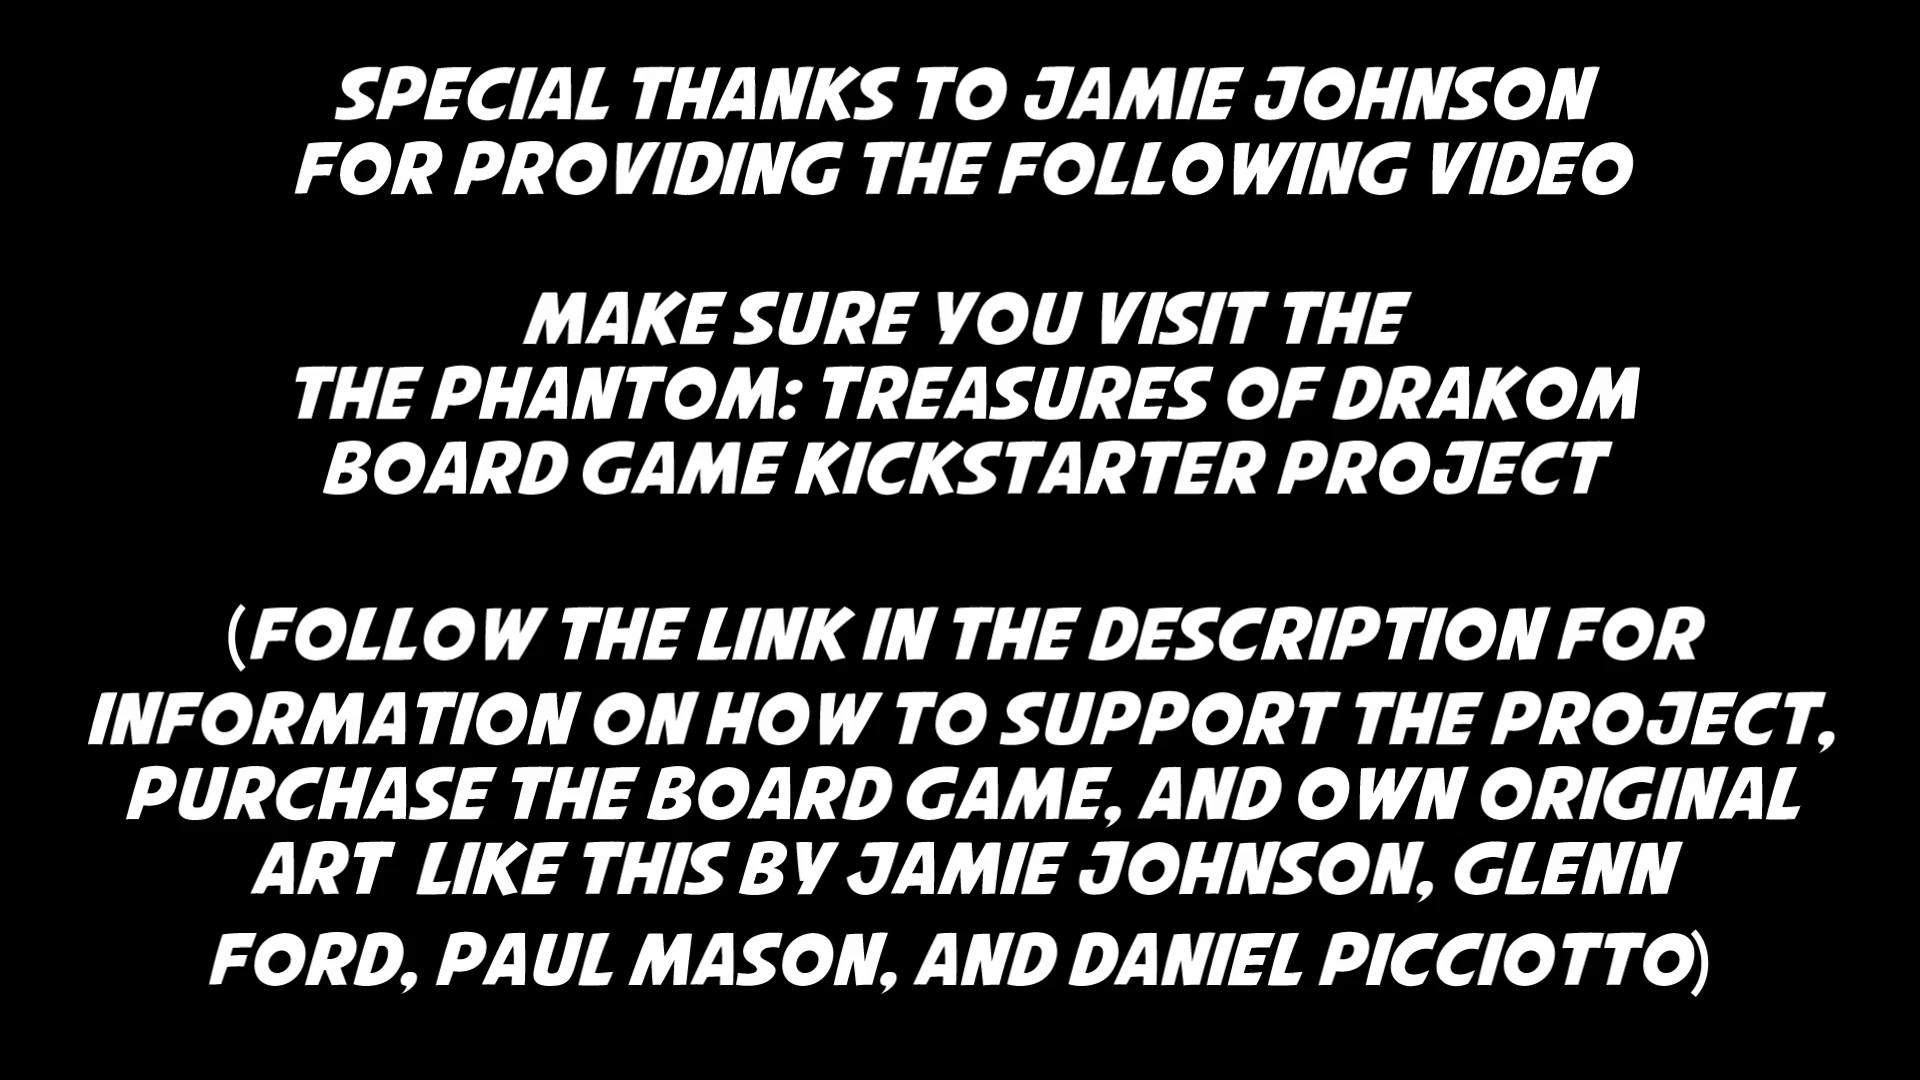 SPECIAL THANKS TO JAMIE JOHNSON
FOR PROVIDING THE FOLLOWING VIDEO
MAKE SURE YOU VISIT THE
THE PHANTOM: TREASURES OF DRAKOM
BOARD GAME KICKSTARTER PROJECT
(FOLLOW THE LINK IN THE DESCRIPTION FOR
INFORMATION ON HOW TO SUPPORT THE PROJECT,
PURCHASE THE BOARD GAME, AND OWN ORIGINAL
ART LIKE THIS BY JAMIE JOHNSON, GLENN
FORD, PAUL MASON, AND DANIEL PICCIOTTO)